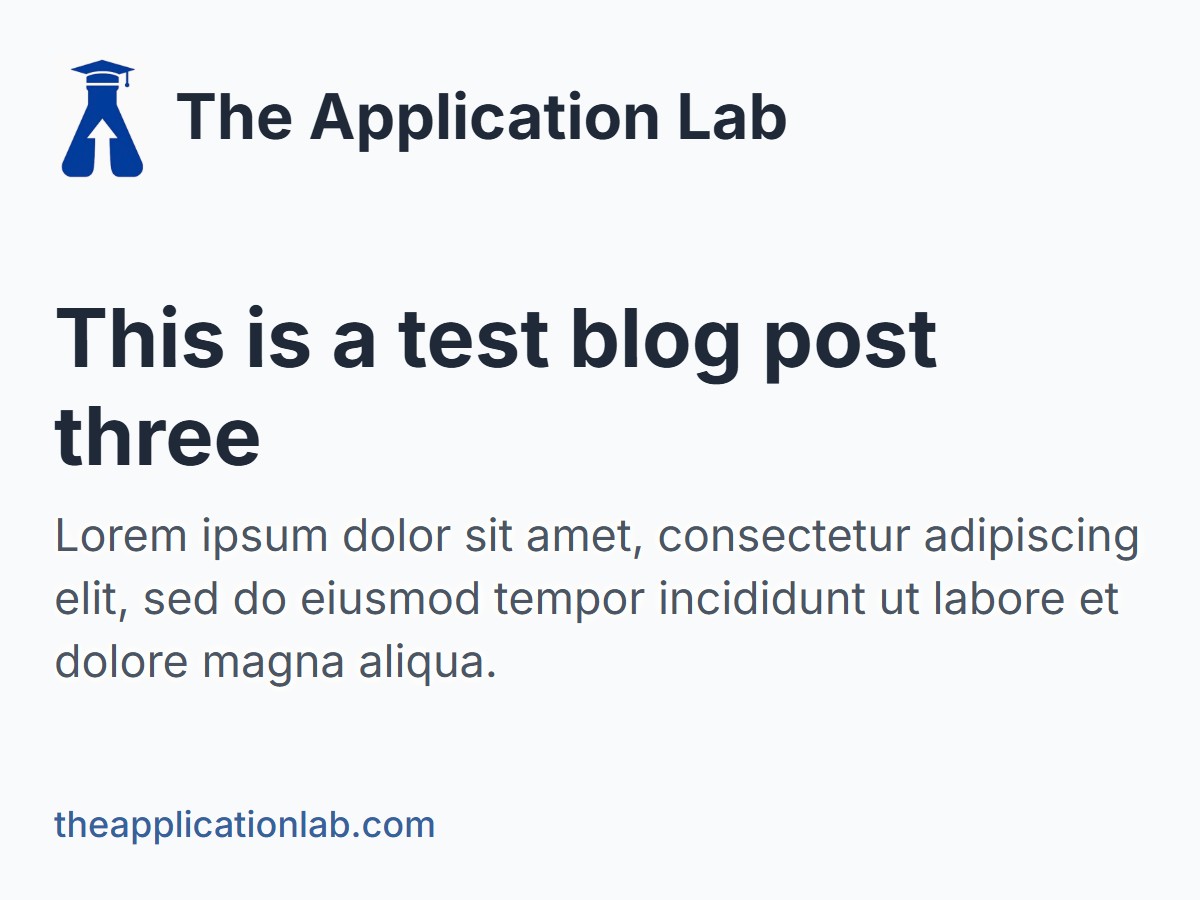 The Application Lab
This is a test blog post
three
Lorem ipsum dolor sit amet, consectetur adipiscing
elit, sed do eiusmod tempor incididunt ut labore et
dolore magna aliqua.
theapplicationlab.com